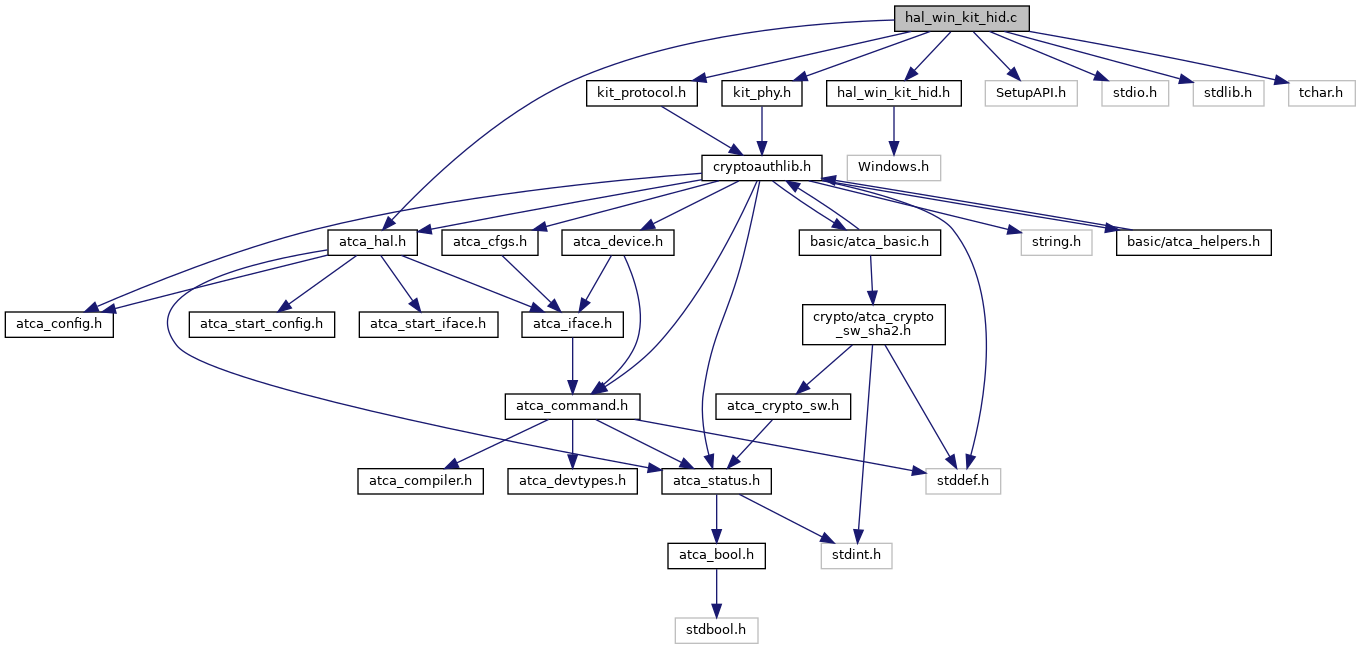 hal_win_kit_hid.c
kit_protocol.h
kit_phy.h
hal_win_kit_hid.h
SetupAPI.h
stdio.h
stdlib.h
tchar.h
cryptoauthlib.h
Windows.h
atca_hal.h
atca_cfgs.h
atca_device.h
basic/atca_basic.h
string.h
basic/atca_helpers.h
atca_config.h
atca_start_config.h
atca_start_iface.h
atca_iface.h
crypto/atca_crypto
_sw_sha2.h
atca_command.h
atca_crypto_sw.h
atca_compiler.h
atca_devtypes.h
atca_status.h
stddef.h
atca_bool.h
stdint.h
stdbool.h